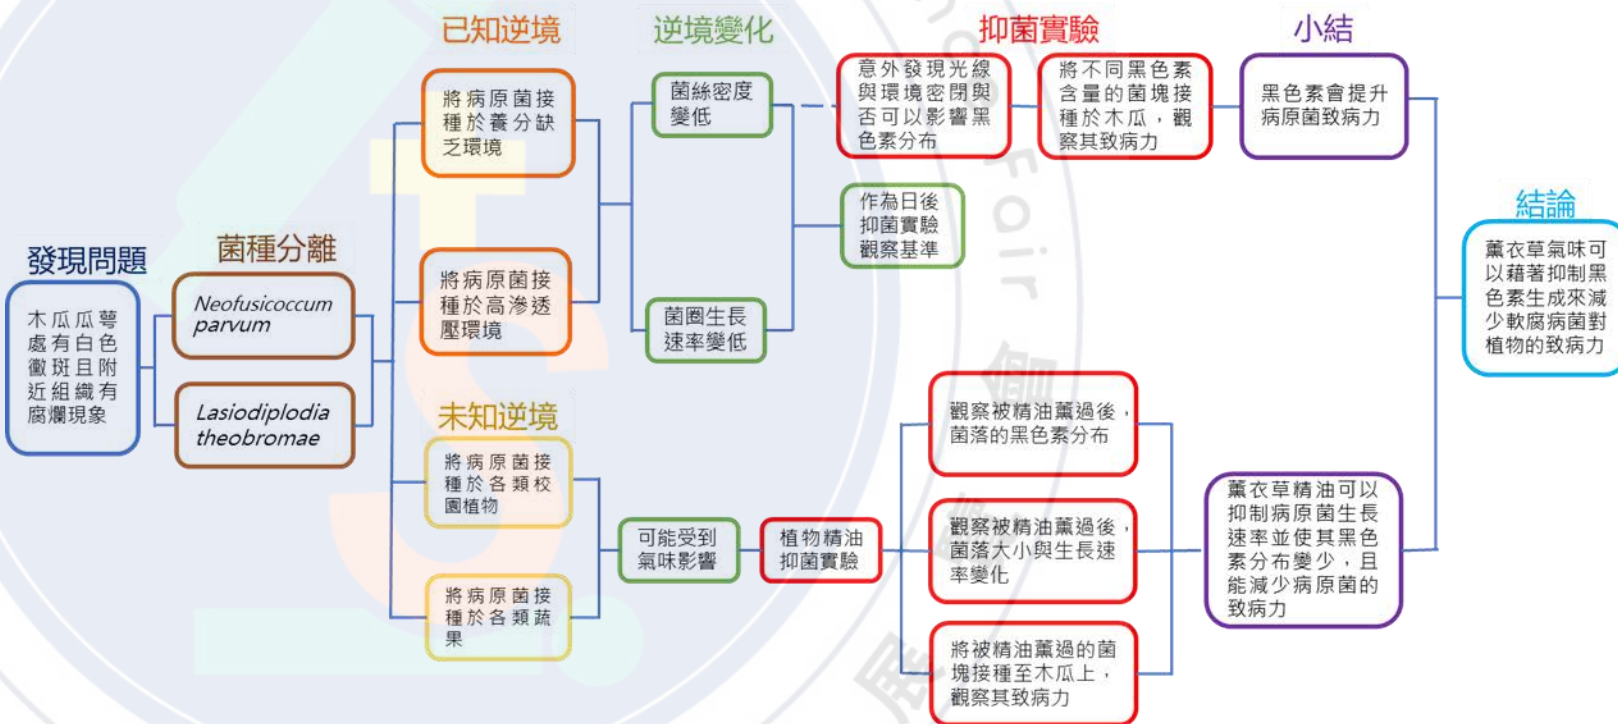 發現問題
木瓜瓜萼
處有白色
黴斑且附
近組織有
腐爛現象
菌種分離
Neofusicoccum
parvum
Lasiodiplodia
theobromae
已知逆境
將病原菌接
種於養分缺
乏環境
將病原菌接
種於高滲透
壓環境
未知逆境
將病原菌接
種於各類校
園植物
將病原菌接
種於各類蔬
果
逆境變化
菌絲密度
變低
菌圈生長
速率變低
作為日後
抑菌實驗
觀察基準
可能受到
氣味影響
抑菌實驗
意外發現光線
與環境密閉與
否可以影響黑
色素分布
將不同黑色素
含量的菌塊接
種於木瓜，觀
察其致病力
植物精油
抑菌實驗
觀察被精油薰過後，
菌落的黑色素分布
觀察被精油薰過後，
菌落大小與生長速
率變化
將被精油薰過的菌
塊接種至木瓜上，
觀察其致病力
小結
黑色素會提升
病原菌致病力
薰衣草精油可以
抑制病原菌生長
速率並使其黑色
素分布變少，且
能減少病原菌的
致病力
結論
薰衣草氣味可
以藉著抑制黑
色素生成來減
少軟腐病菌對
植物的致病力
T
S
Fair
會
展